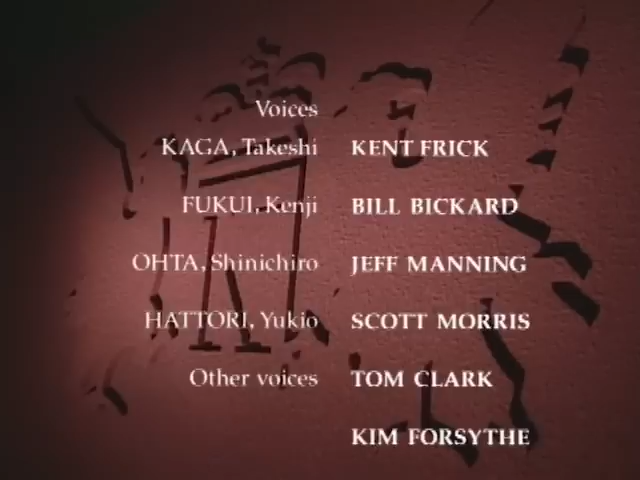 Voices
KAGA, Takeshi KENT FRICK
FUKUI, Kenji BILL BICKARD
OHTA, Shinichiro JEFF MANNING
HATTORI, Yukio SCOTT MORRIS
Other voices TOM CLARK
KIM FORSYTHE